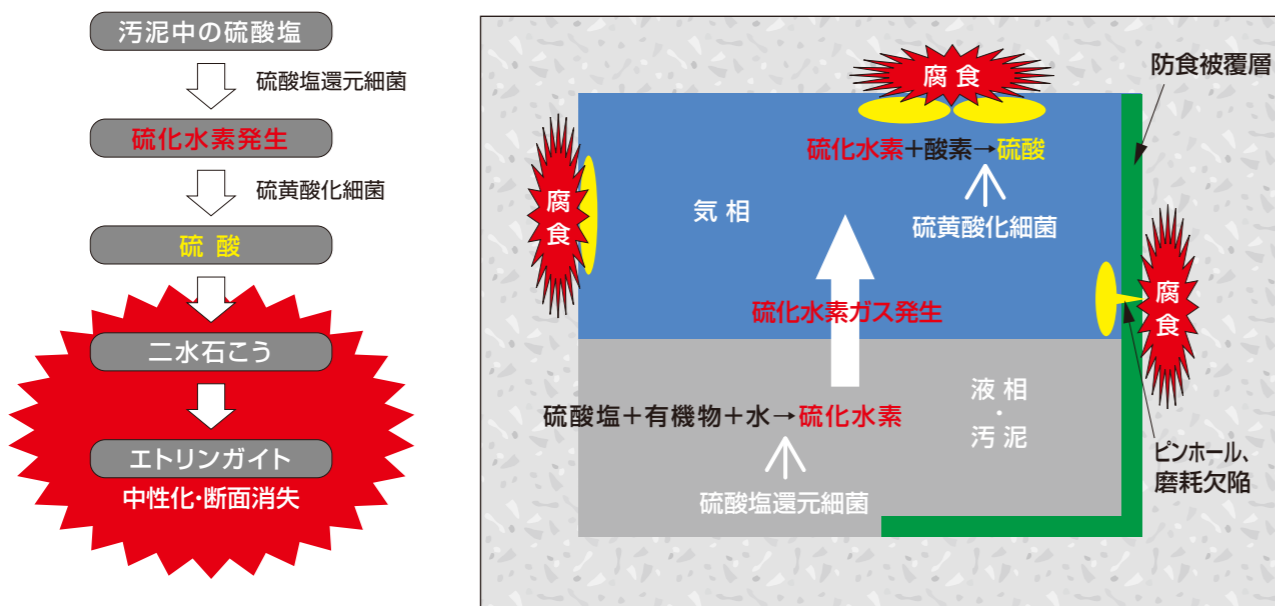 汚泥中の硫酸塩
硫酸塩還元細菌
硫化水素発生
硫黄酸化細菌
硫酸
二水石こう
エトリンガイト
中性化・断面消失
腐食
防食被覆層
硫化水素+酸素→硫酸
腐食
気相
硫黄酸化細菌
腐食
硫化水素ガス発生
硫酸塩+有機物+水→硫化水素
液相・汚泥
硫酸塩還元細菌
ピンホール、
磨耗欠陥